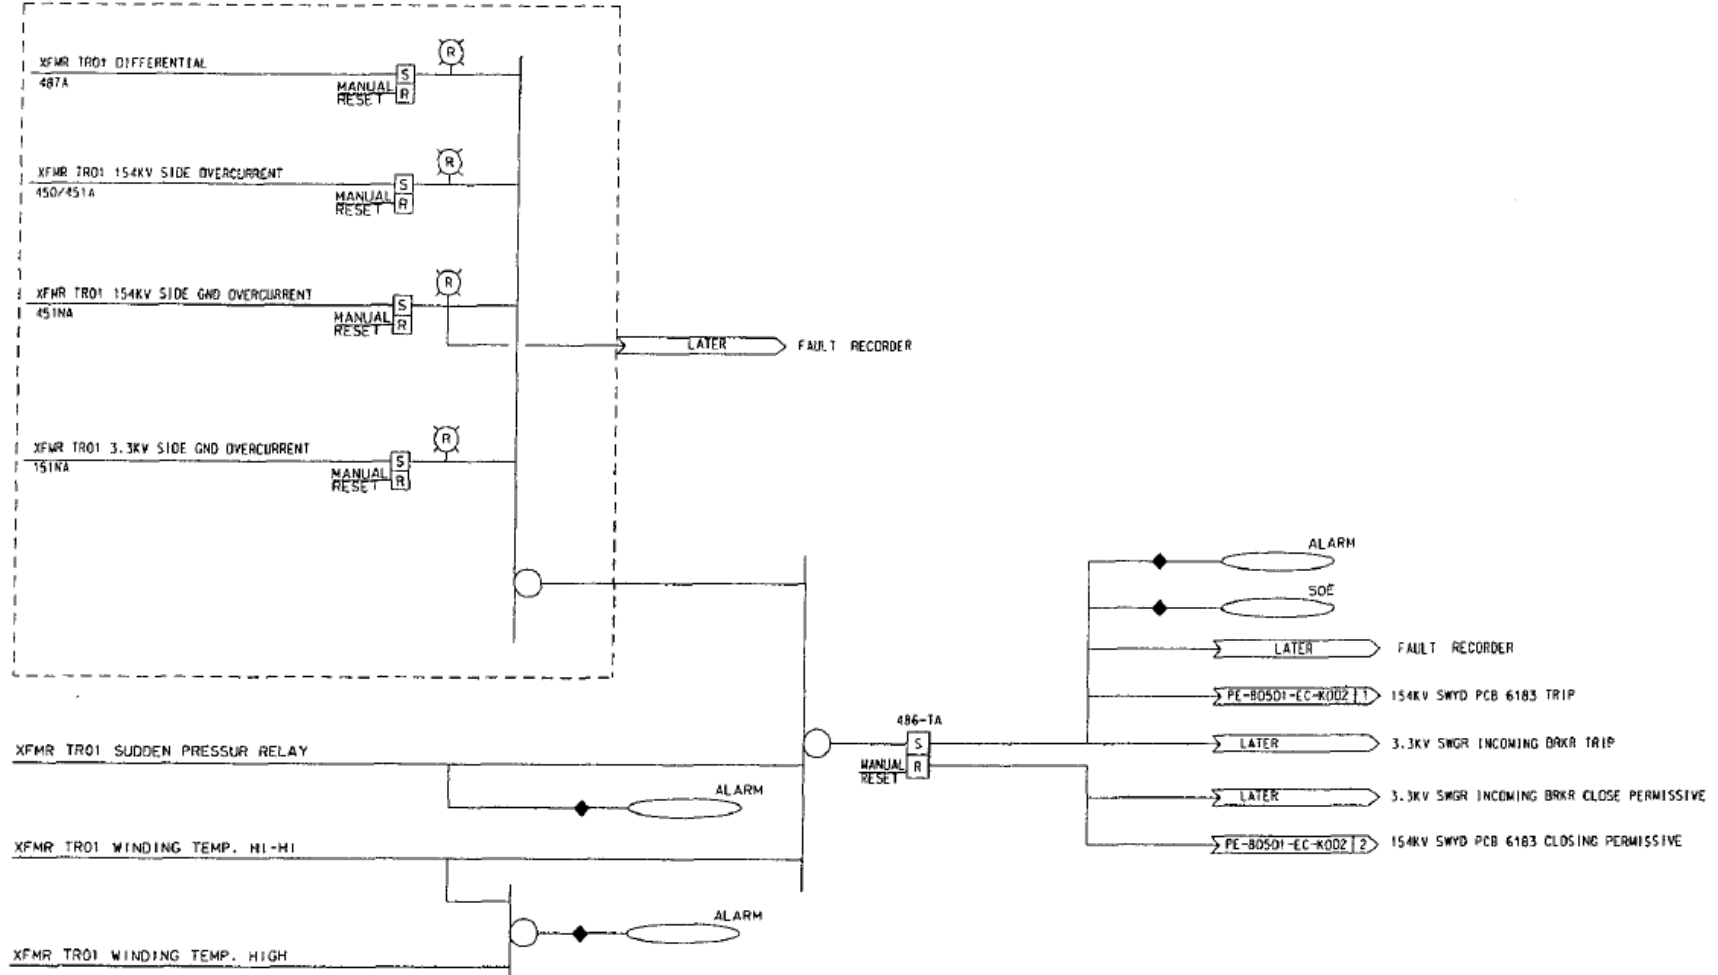 XFMR TR01 DIFFERENTIAL
487A
MANUAL
RESET
S
R
R
XFMR TR01 154KV SIDE OVERCURRENT
450/451A
MANUAL
RESET
S
R
R
XFMR TR01 154KV SIDE GND OVERCURRENT
451NA
MANUAL
RESET
S
R
R
LATER
FAULT RECORDER
XFMR TR01 3.3KV SIDE GND OVERCURRENT
151NA
MANUAL
RESET
S
R
R
ALARM
SOE
LATER
FAULT RECORDER
PE-80501-EC-K002 1
154KV SWYD PCB 6183 TRIP
486-TA
S
R
MANUAL
RESET
LATER
3.3KV SWGR INCOMING BRKR TRIP
XFMR TR01 SUDDEN PRESSUR RELAY
ALARM
LATER
3.3KV SWGR INCOMING BRKR CLOSE PERMISSIVE
XFMR TR01 WINDING TEMP. HI-HI
PE-80501-EC-K002 2
154KV SWYD PCB 6183 CLOSING PERMISSIVE
ALARM
XFMR TR01 WINDING TEMP. HIGH